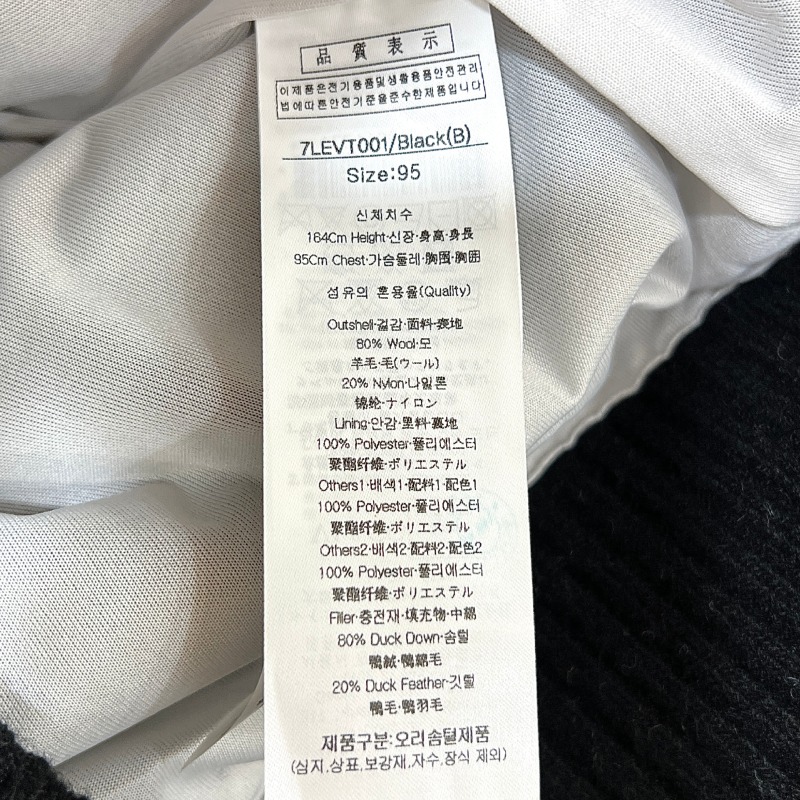 品質表示
이제품은전기용품및생활용품안전관리
법에따른안전기준을준수한제품입니다
7LEVT001/Black(B)
Size:95
신체치수
164Cm Height·신장·身高·身長
95Cm Chest·가슴둘레·胸围·胸囲
섬유의 혼용율(Quality)
Outshell·겉감·面料·表地
80% Wool·모
羊毛·毛(ウール)
20% Nylon·나일론
锦纶·ナイロン
Lining·안감·里料·裏地
100% Polyester·폴리에스터
聚酯纤维·ポリエステル
Others1·배색1·配料1·配色1
100% Polyester·폴리에스터
聚酯纤维·ポリエステル
Others2·배색2·配料2·配色2
100% Polyester·폴리에스터
聚酯纤维·ポリエステル
Filler·충전재·填充物·中綿
80% Duck Down·솜털
鸭绒·鴨綿毛
20% Duck Feather·깃털
鸭毛·鴨羽毛
제품구분:오리솜털제품
(심지,상표,보강재,자수,장식 제외)